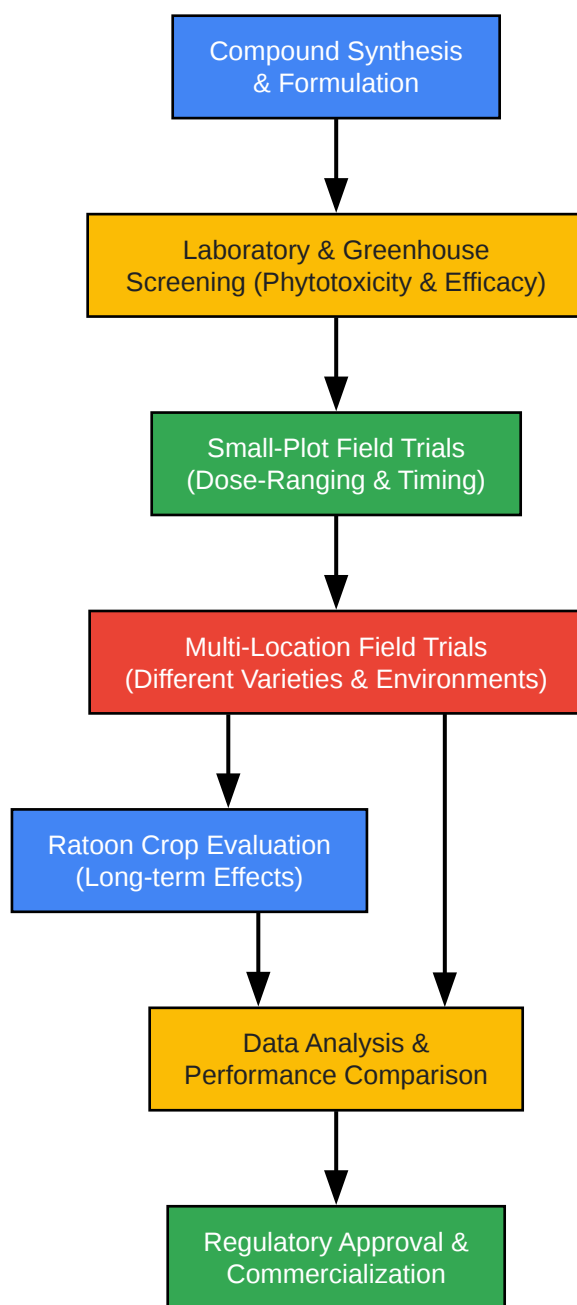 Compound Synthesis
& Formulation
Laboratory & Greenhouse
Screening (Phytotoxicity & Efficacy)
Small-Plot Field Trials
(Dose-Ranging & Timing)
Multi-Location Field Trials
(Different Varieties & Environments)
Ratoon Crop Evaluation
(Long-term Effects)
Data Analysis &
Performance Comparison
Regulatory Approval &
Commercialization